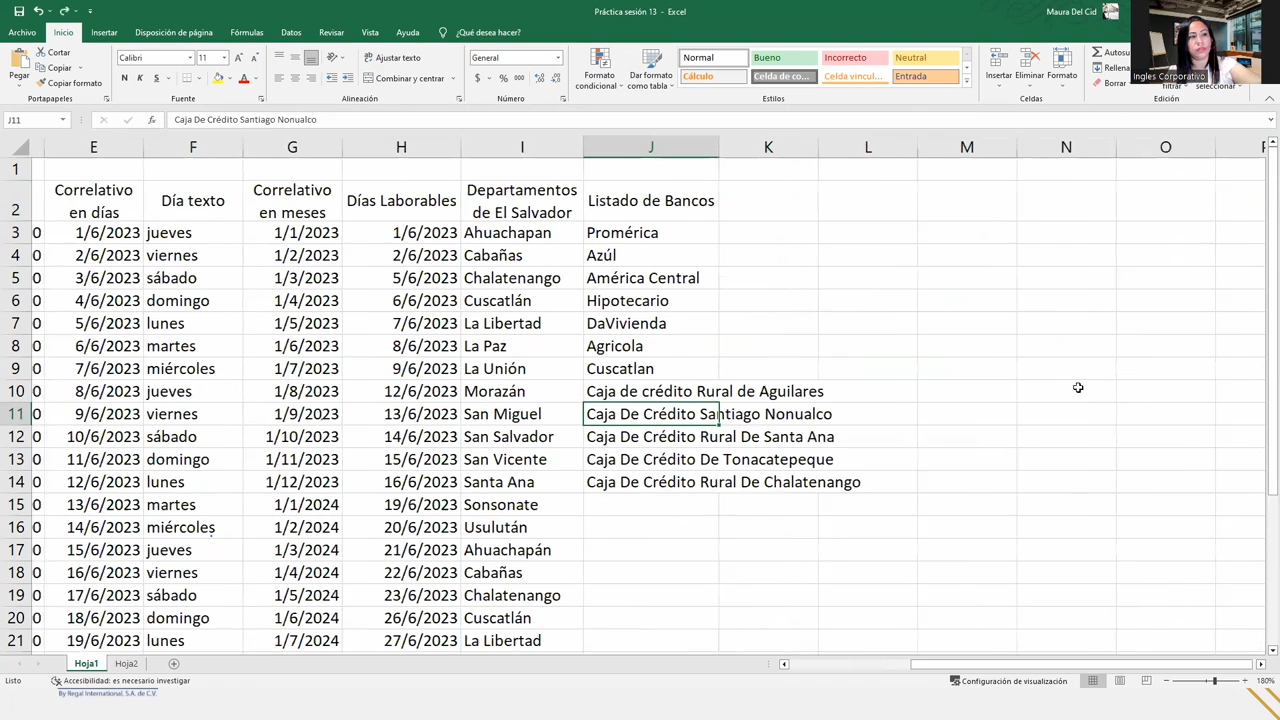 Práctica sesión 13 - Excel
Maura Del Cid
Archivo Inicio Insertar Disposición de página Fórmulas Datos Revisar Vista Ayuda ¿Qué desea hacer?
Pegar
Cortar
Copiar
Copiar formato
Portapapeles
Calibri 11
N K S
Fuente
Ajustar texto
Combinar y centrar
Alineación
General
$ % 000
Número
Formato condicional
Dar formato como tabla
Normal Bueno Incorrecto Neutral
Cálculo Celda de co... Celda vincul... Entrada
Estilos
Insertar Eliminar Formato
Celdas
Autosu
Rellena
Borrar
filtrar seleccionar
Edición
Ingles Corporativo
J11 fx Caja De Crédito Santiago Nonualco
E F G H I J K L M N O
1
2 Correlativo en días Día texto Correlativo en meses Días Laborables Departamentos de El Salvador Listado de Bancos
3 0 1/6/2023 jueves 1/1/2023 1/6/2023 Ahuachapan Promérica
4 0 2/6/2023 viernes 1/2/2023 2/6/2023 Cabañas Azúl
5 0 3/6/2023 sábado 1/3/2023 5/6/2023 Chalatenango América Central
6 0 4/6/2023 domingo 1/4/2023 6/6/2023 Cuscatlán Hipotecario
7 0 5/6/2023 lunes 1/5/2023 7/6/2023 La Libertad DaVivienda
8 0 6/6/2023 martes 1/6/2023 8/6/2023 La Paz Agricola
9 0 7/6/2023 miércoles 1/7/2023 9/6/2023 La Unión Cuscatlan
10 0 8/6/2023 jueves 1/8/2023 12/6/2023 Morazán Caja de crédito Rural de Aguilares
11 0 9/6/2023 viernes 1/9/2023 13/6/2023 San Miguel Caja De Crédito Santiago Nonualco
12 0 10/6/2023 sábado 1/10/2023 14/6/2023 San Salvador Caja De Crédito Rural De Santa Ana
13 0 11/6/2023 domingo 1/11/2023 15/6/2023 San Vicente Caja De Crédito De Tonacatepeque
14 0 12/6/2023 lunes 1/12/2023 16/6/2023 Santa Ana Caja De Crédito Rural De Chalatenango
15 0 13/6/2023 martes 1/1/2024 19/6/2023 Sonsonate
16 0 14/6/2023 miércoles 1/2/2024 20/6/2023 Usulután
17 0 15/6/2023 jueves 1/3/2024 21/6/2023 Ahuachapán
18 0 16/6/2023 viernes 1/4/2024 22/6/2023 Cabañas
19 0 17/6/2023 sábado 1/5/2024 23/6/2023 Chalatenango
20 0 18/6/2023 domingo 1/6/2024 26/6/2023 Cuscatlán
21 0 19/6/2023 lunes 1/7/2024 27/6/2023 La Libertad
Hoja1 Hoja2
Listo Accesibilidad: es necesario investigar Configuración de visualización 180%
By Regal International, S.A. de C.V.